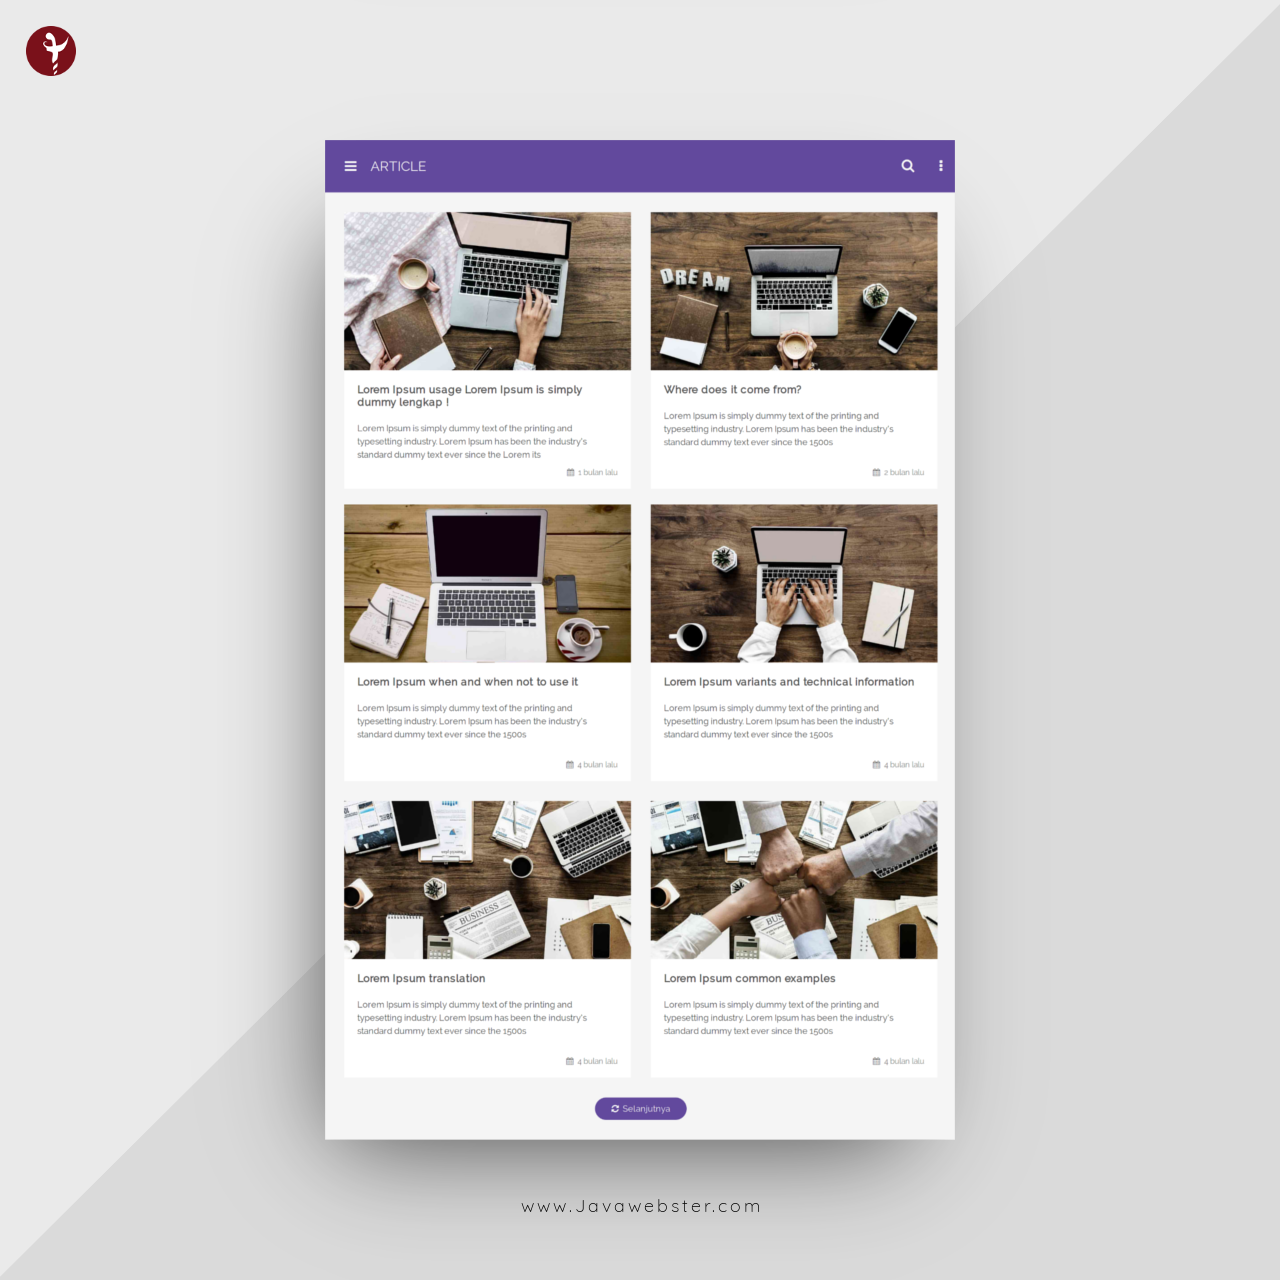 ARTICLE
DREAM
Lorem Ipsum usage Lorem Ipsum is simply
dummy lengkap !
Lorem Ipsum is simply dummy text of the printing and
typesetting industry. Lorem Ipsum has been the industry's
standard dummy text ever since the Lorem its
1 bulan lalu
Where does it come from?
Lorem Ipsum is simply dummy text of the printing and
typesetting industry. Lorem Ipsum has been the industry's
standard dummy text ever since the 1500s
2 bulan lalu
Lorem Ipsum when and when not to use it
Lorem Ipsum is simply dummy text of the printing and
typesetting industry. Lorem Ipsum has been the industry's
standard dummy text ever since the 1500s
4 bulan lalu
Lorem Ipsum variants and technical information
Lorem Ipsum is simply dummy text of the printing and
typesetting industry. Lorem Ipsum has been the industry's
standard dummy text ever since the 1500s
4 bulan lalu
BUSINESS
Lorem Ipsum translation
Lorem Ipsum is simply dummy text of the printing and
typesetting industry. Lorem Ipsum has been the industry's
standard dummy text ever since the 1500s
4 bulan lalu
Lorem Ipsum common examples
Lorem Ipsum is simply dummy text of the printing and
typesetting industry. Lorem Ipsum has been the industry's
standard dummy text ever since the 1500s
4 bulan lalu
Selanjutnya
www.Javawebster.com